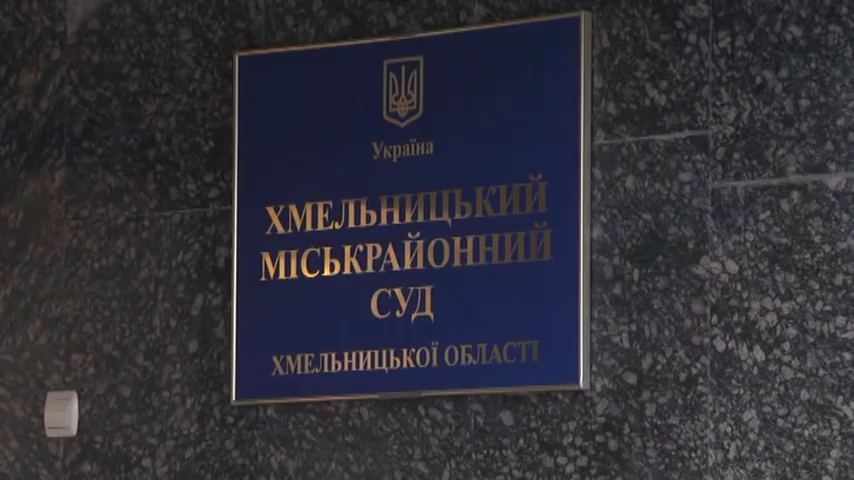 Україна
ХМЕЛЬНИЦЬКИЙ
МІСЬКРАЙОННИЙ
СУД
ХМЕЛЬНИЦЬКОЇ ОБЛАСТІ